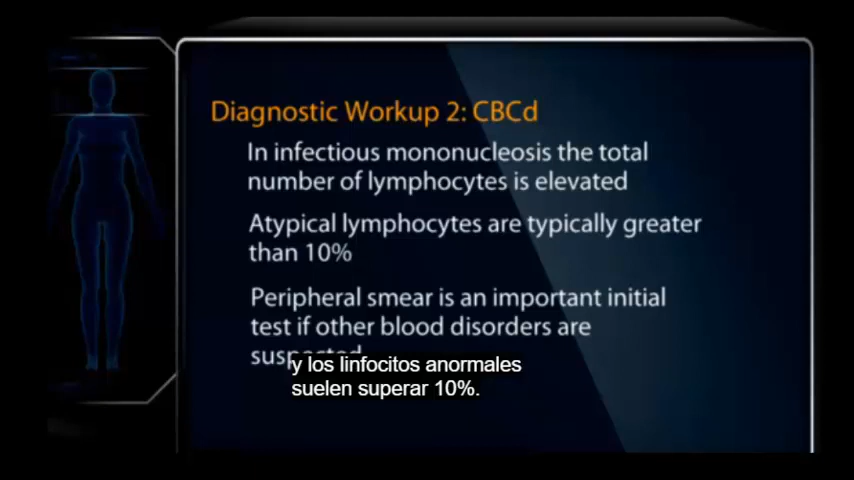 Diagnostic Workup 2: CBCd
In infectious mononucleosis the total
number of lymphocytes is elevated
Atypical lymphocytes are typically greater
than 10%
Peripheral smear is an important initial
test if other blood disorders are
suspected
y los linfocitos anormales
suelen superar 10%.